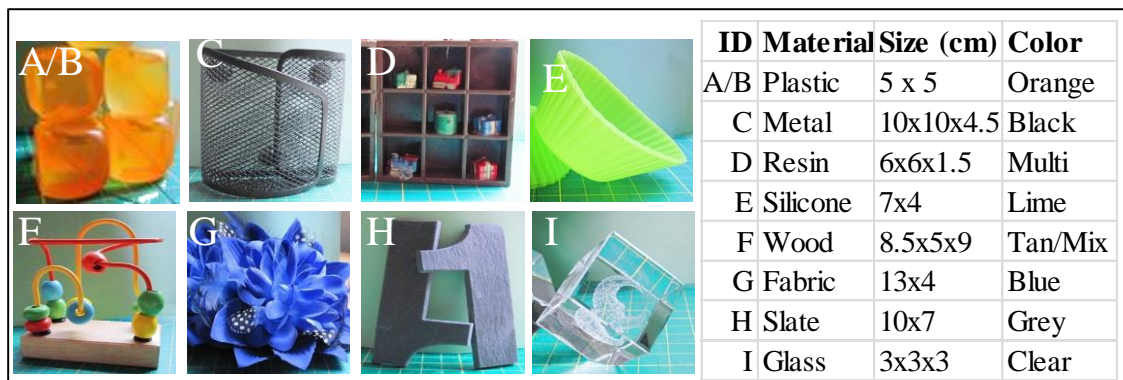 A/B C D E
F G H I
ID Material Size (cm) Color
A/B Plastic 5 x 5 Orange
C Metal 10x10x4.5 Black
D Resin 6x6x1.5 Multi
E Silicone 7x4 Lime
F Wood 8.5x5x9 Tan/Mix
G Fabric 13x4 Blue
H Slate 10x7 Grey
I Glass 3x3x3 Clear